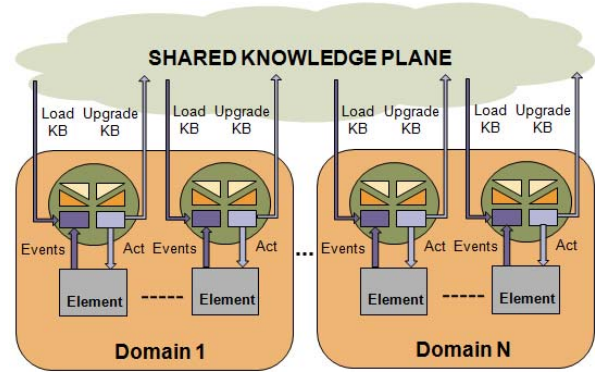 SHARED KNOWLEDGE PLANE
Load Upgrade Load Upgrade Load Upgrade Load Upgrade
KB KB KB KB KB KB KB KB
Events Act Events Act ... Events Act Events Act
Element ----- Element Element ----- Element
Domain 1 Domain N